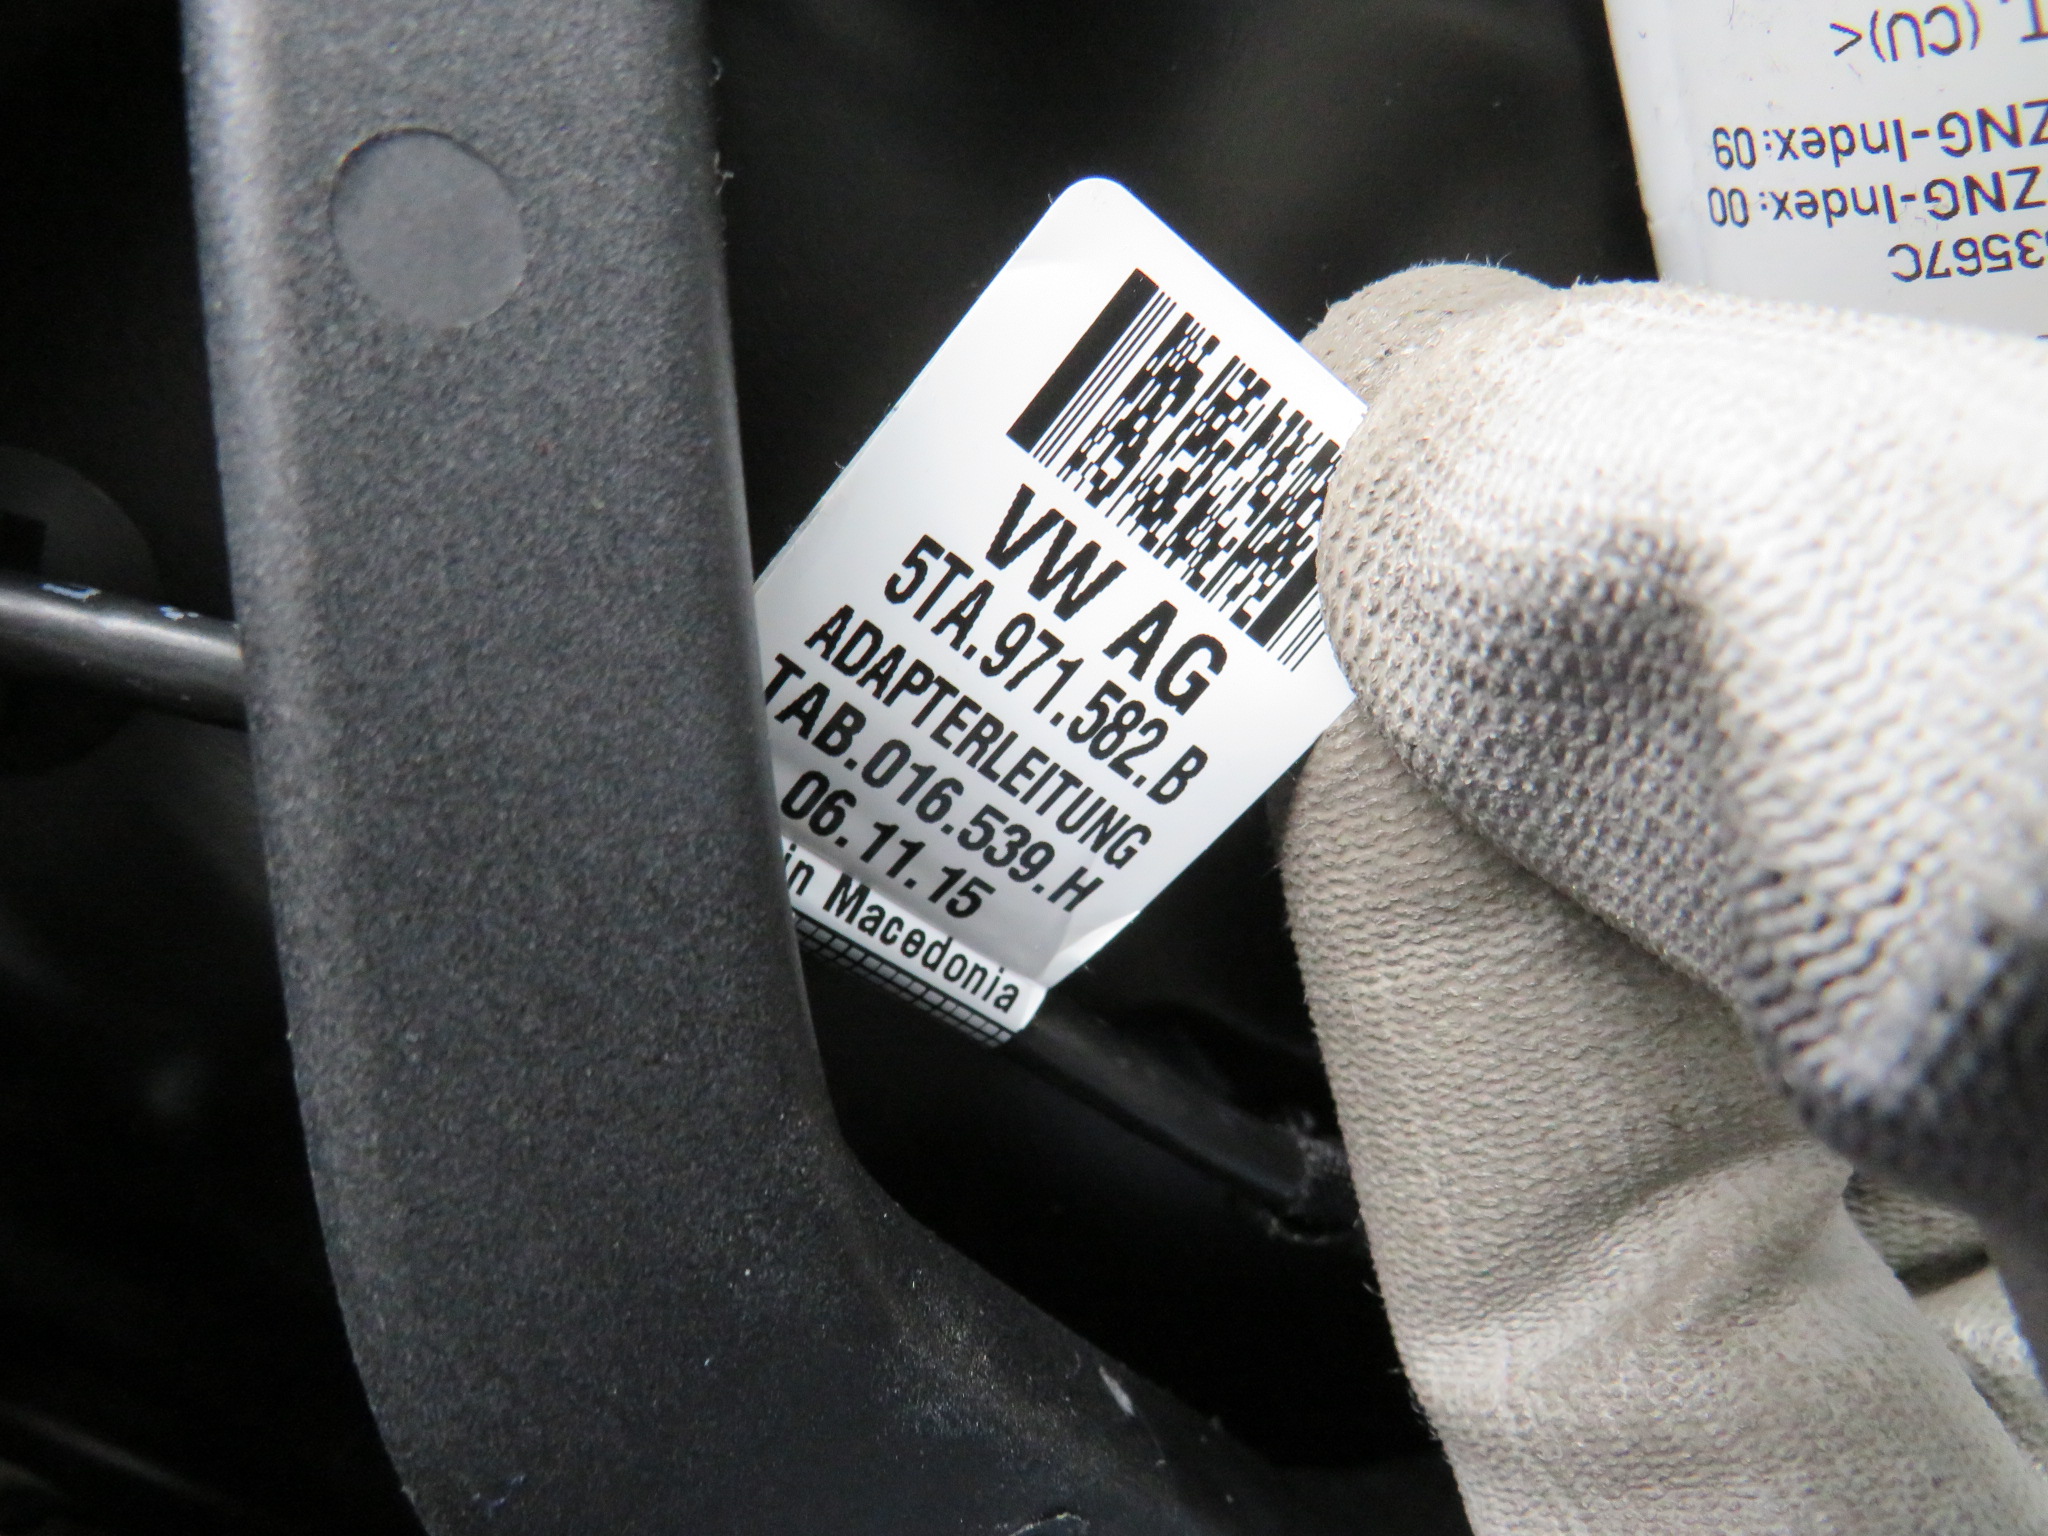 VW AG
5TA.971.582.B
ADAPTERLEITUNG
TAB.016.539.H
06.11.15
in Macedonia
3567C
ZNG-Index:00
ZNG-Index:09
T. (CU)<